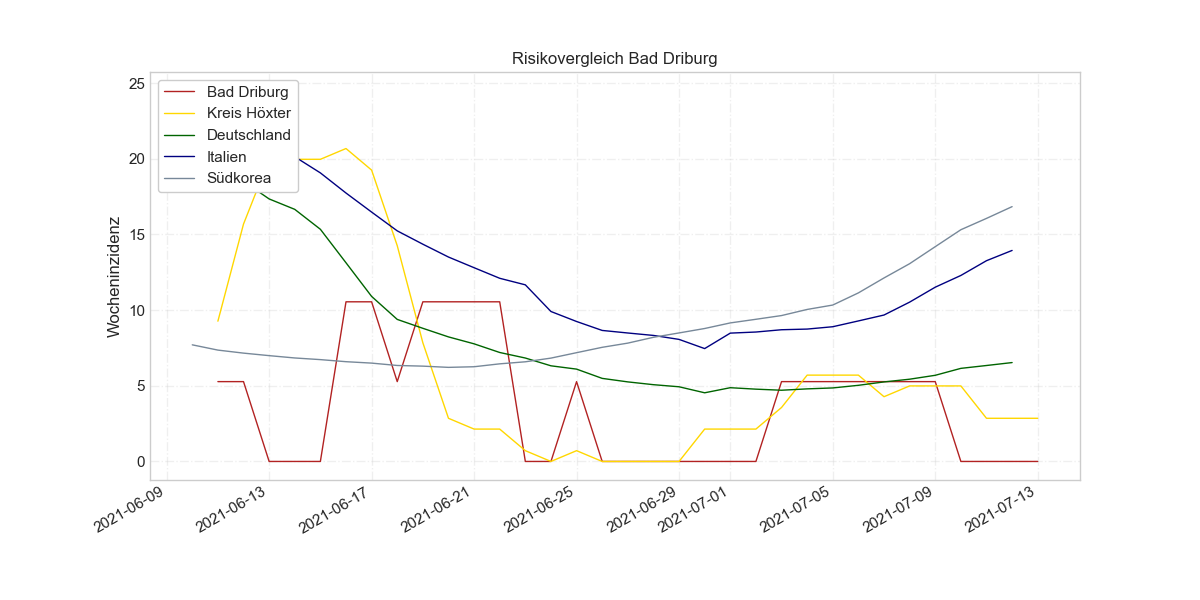 Risikovergleich Bad Driburg
25
20
15
10
5
0
Wocheninzidenz
Bad Driburg
Kreis Höxter
Deutschland
Italien
Südkorea
2021-06-09
2021-06-13
2021-06-17
2021-06-21
2021-06-25
2021-06-29
2021-07-01
2021-07-05
2021-07-09
2021-07-13